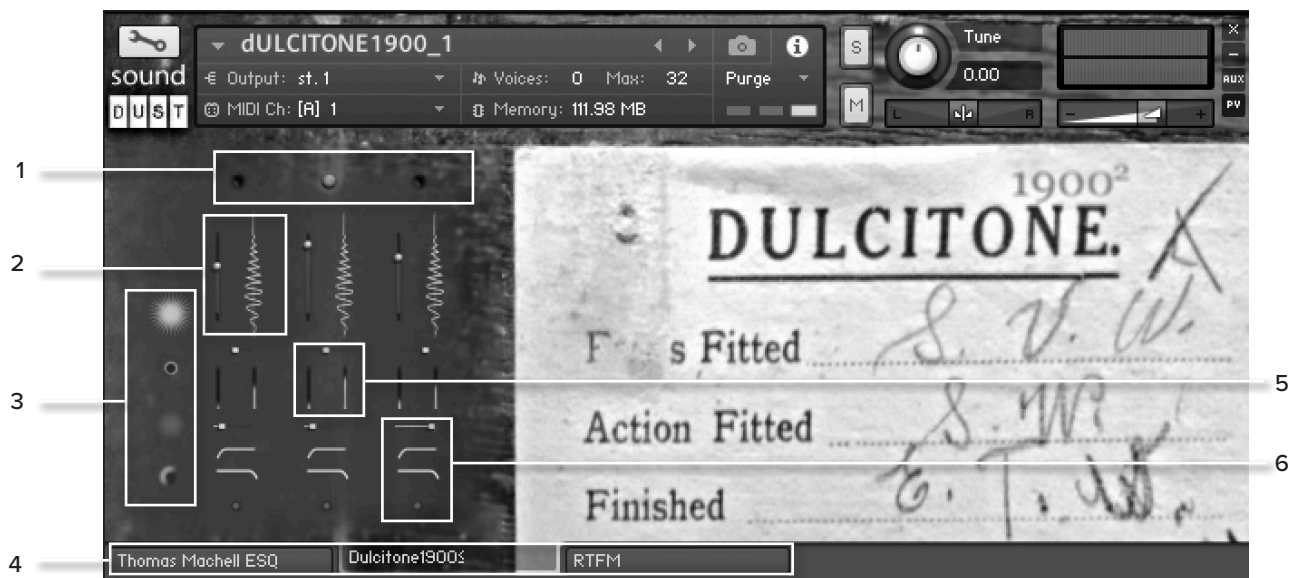 dULCITONE1900_1
S
Tune
X
–
sound
Output: st. 1
Voices: 0 Max: 32
Purge
0.00
AUX
DUST
MIDI Ch: [A] 1
Memory: 111.98 MB
M
L
R
–
+
PV
1
1900²
DULCITONE.
2
s Fitted S. V. W.
3
5
Action Fitted S. W.
6
Finished E. T.
4
Thomas Machell ESQ
RTFM